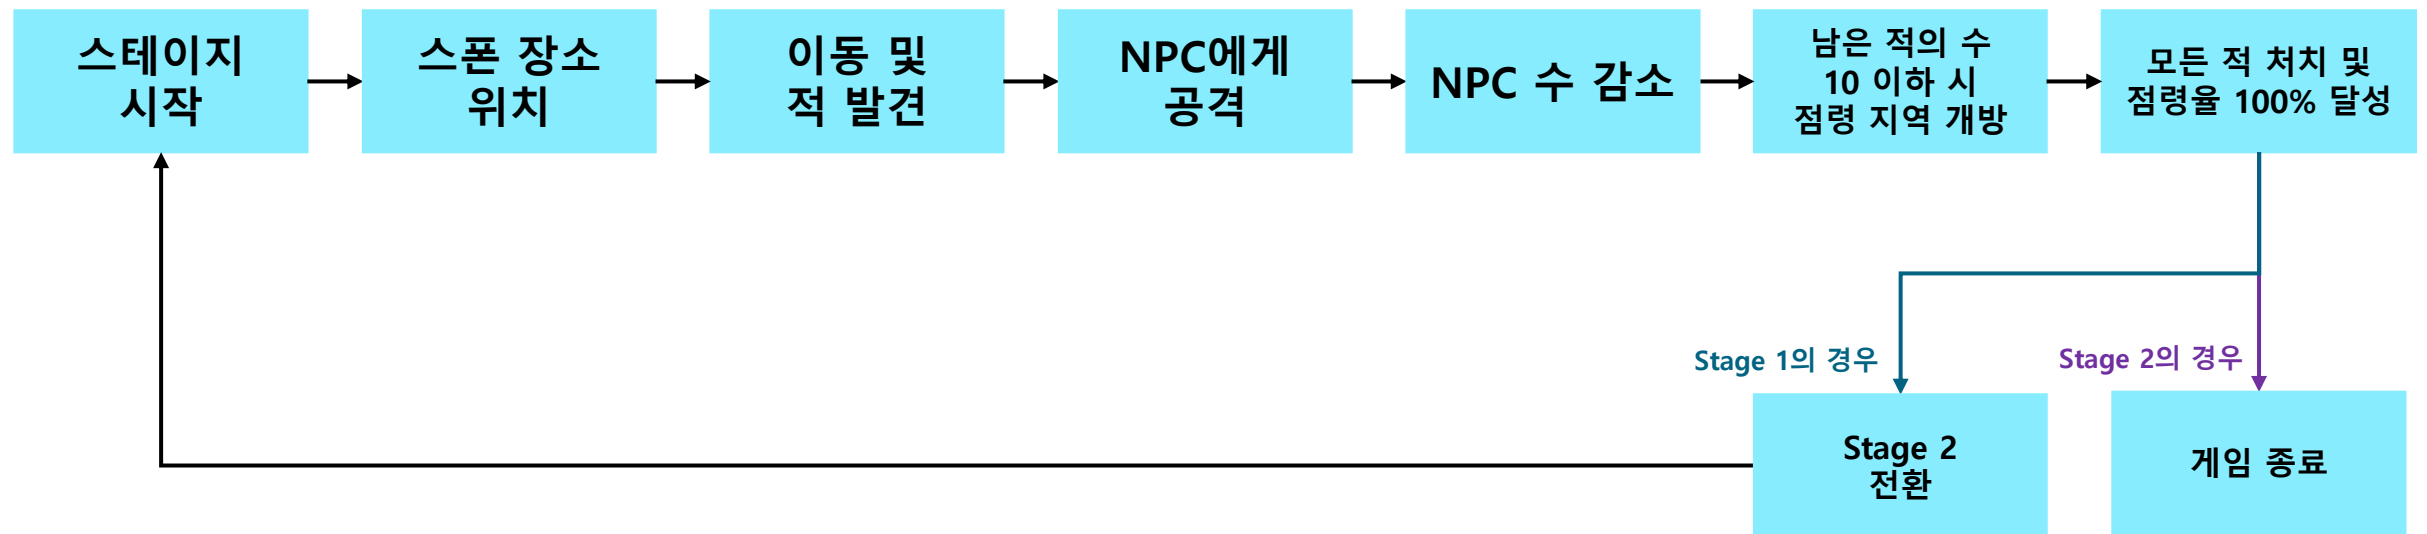 스테이지
시작
스폰 장소
위치
이동 및
적 발견
NPC에게
공격
NPC 수 감소
남은 적의 수
10 이하 시
점령 지역 개방
모든 적 처치 및
점령율 100% 달성
Stage 1의 경우
Stage 2의 경우
Stage 2
전환
게임 종료